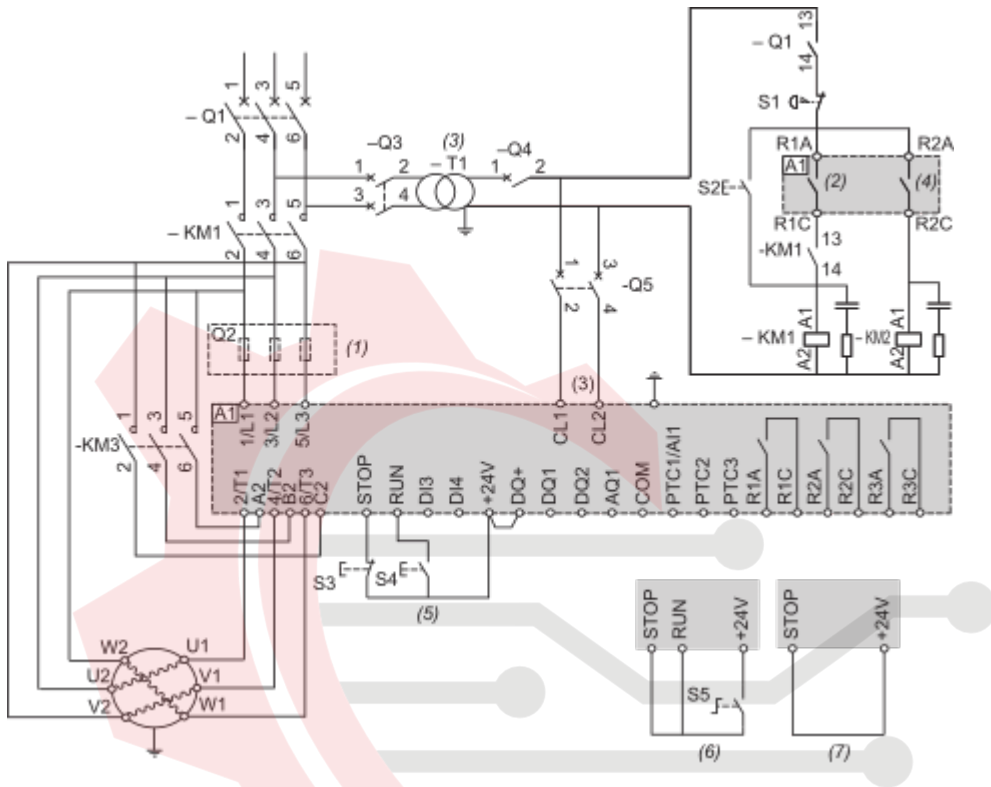 1 3 5
– Q1
2 4 6
–Q3
1 2
3 4
(3)
– T1
–Q4
1 2
13
– Q1
14
S1
R1A R2A
A1
(2) (4)
S2
R1C R2C
-KM1
13
14
1 3 5
– KM1
2 4 6
1 3
-Q5
2 4
– KM1 A1 A2
– KM2 A1 A2
Q2 (1)
(3)
A1
1/L1 3/L2 5/L3 CL1 CL2
1 3 5
-KM3
2 4 6
2/T1 A2 4/T2 B2 6/T3 C2 STOP RUN DI3 DI4 +24V DQ+ DQ1 DQ2 AQ1 COM PTC1/AI1 PTC2 PTC3 R1A R1C R2A R2C R3A R3C
S3 S4
(5)
STOP RUN +24V
S5
(6)
STOP +24V
(7)
W2 U1
U2 V1
V2 W1